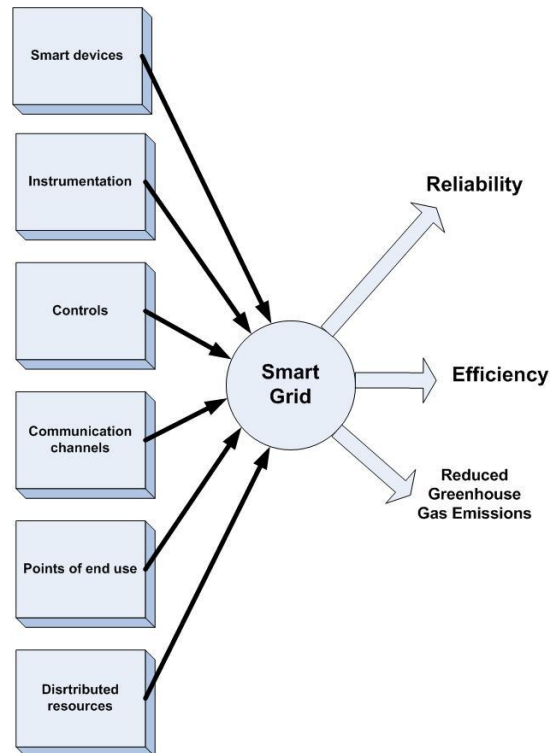 Smart devices
Instrumentation
Controls
Communication
channels
Points of end use
Disrtributed
resources
Smart
Grid
Reliability
Efficiency
Reduced
Greenhouse
Gas Emissions